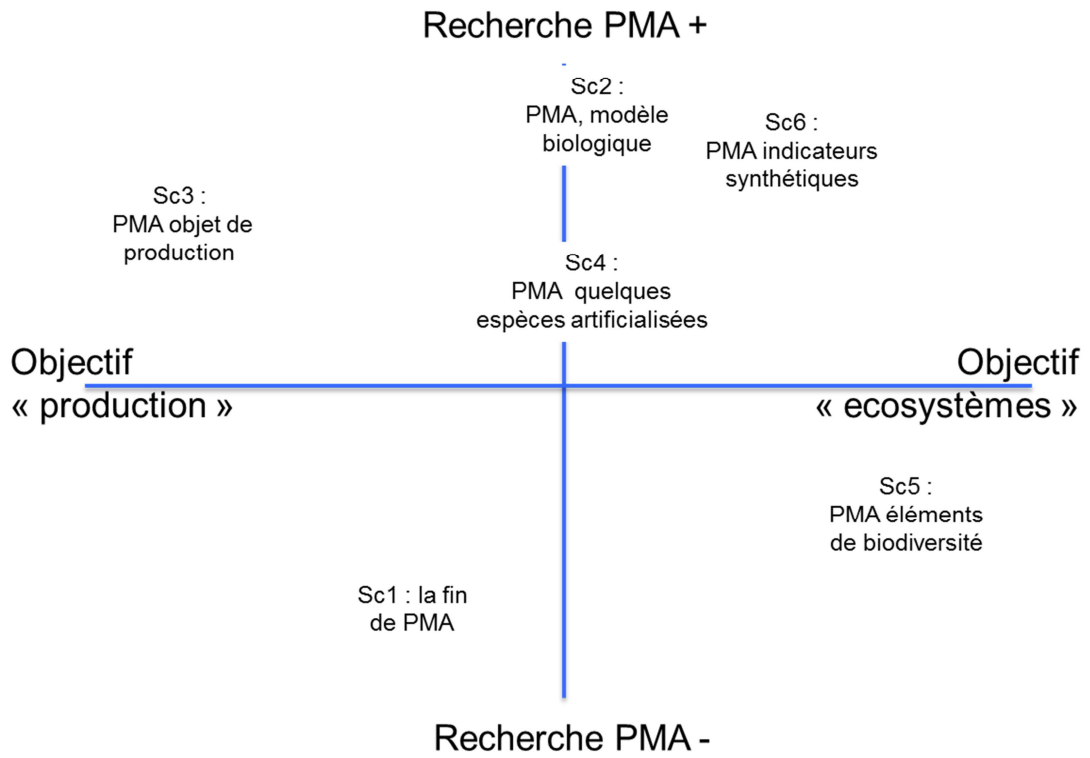 Recherche PMA +
Sc2 :
PMA, modèle
biologique
Sc6 :
PMA indicateurs
synthétiques
Sc3 :
PMA objet de
production
Sc4 :
PMA quelques
espèces artificialisées
Objectif
« production »
Objectif
« ecosystèmes »
Sc5 :
PMA éléments
de biodiversité
Sc1 : la fin
de PMA
Recherche PMA -